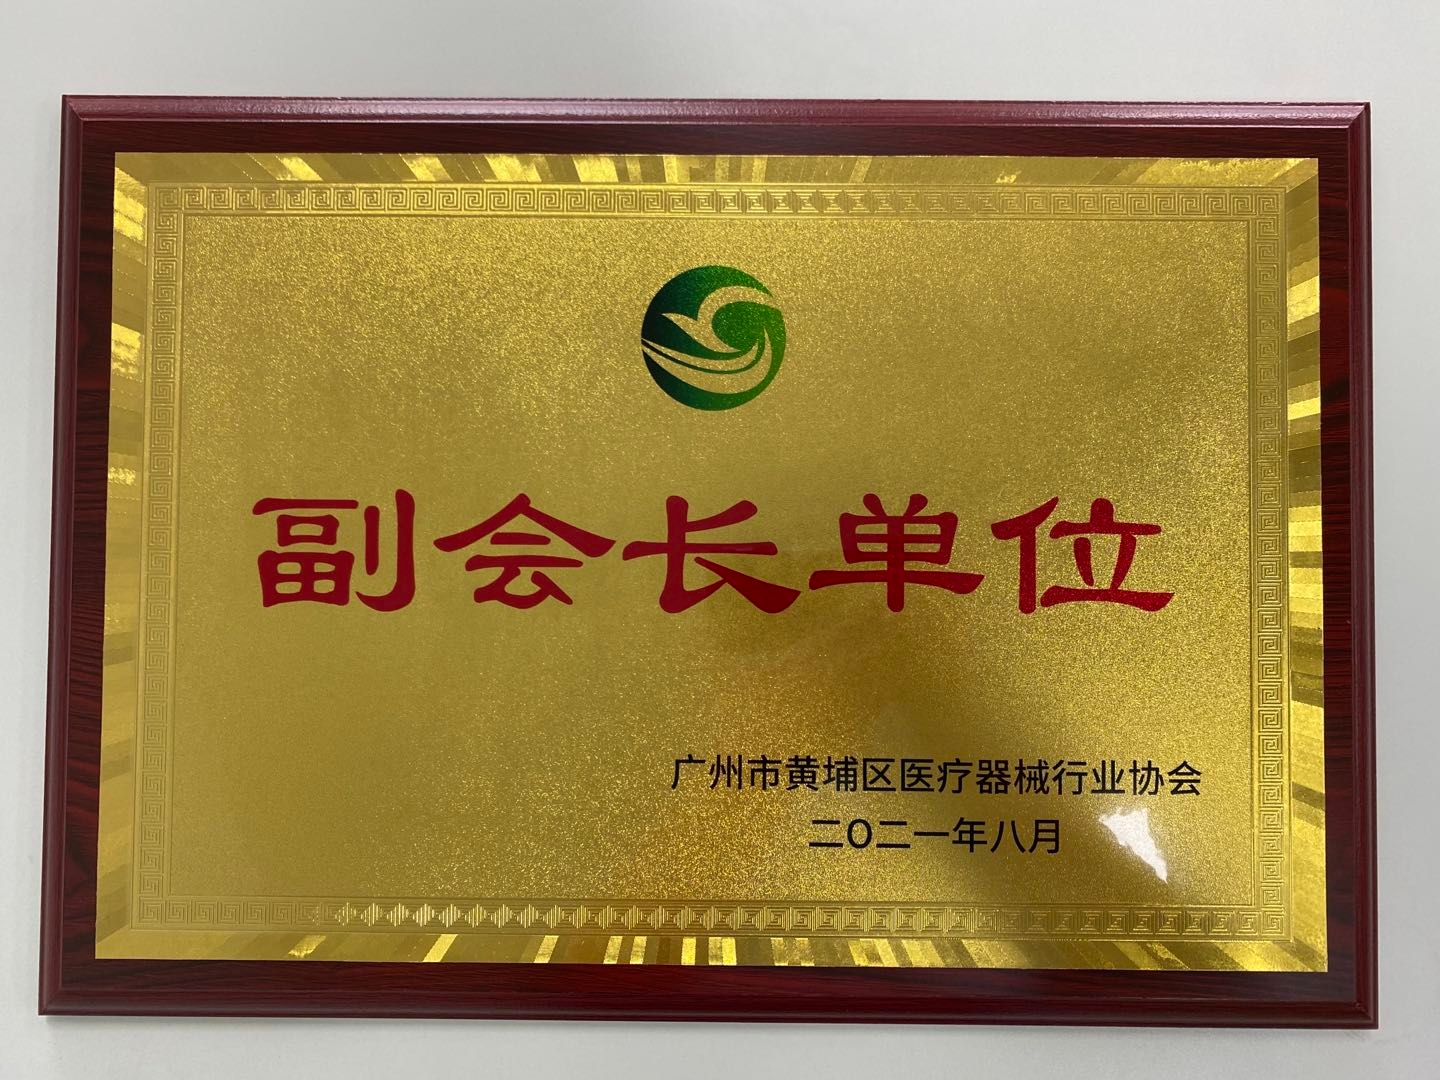 副会长单位
广州市黄埔区医疗器械行业协会
二〇二一年八月